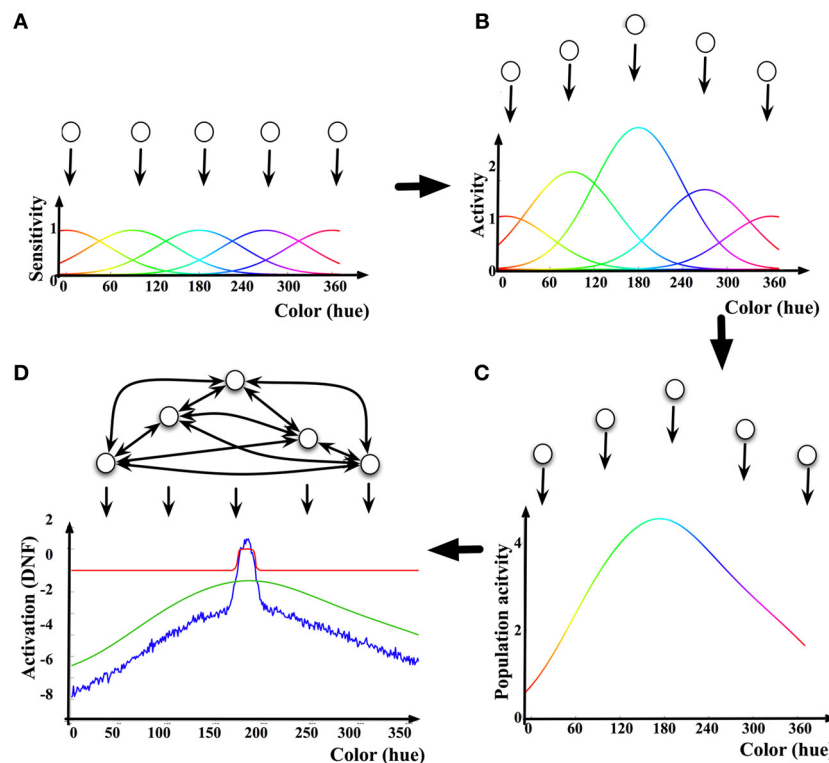 A
Sensitivity
1
0
0 60 120 180 240 300 360
Color (hue)
B
Activity
2
1
0
0 60 120 180 240 300 360
Color (hue)
D
Activation (DNF)
2
0
-2
-4
-6
-8
0 50 100 150 200 250 300 350
Color (hue)
C
Population acitvity
4
2
0
0 60 120 180 240 300 360
Color (hue)